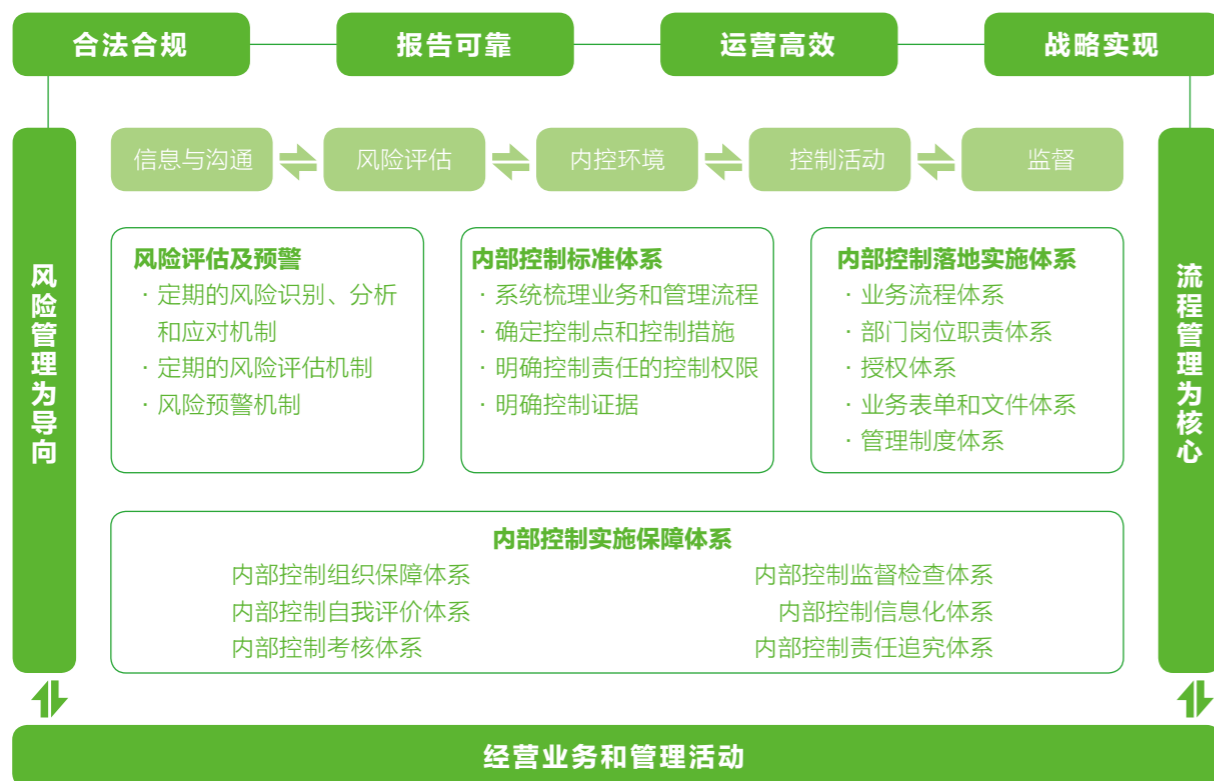 合法合规
报告可靠
运营高效
战略实现
风险管理为导向
信息与沟通
风险评估
内控环境
控制活动
监督
风险评估及预警
· 定期的风险识别、分析
和应对机制
· 定期的风险评估机制
· 风险预警机制
内部控制标准体系
· 系统梳理业务和管理流程
· 确定控制点和控制措施
· 明确控制责任的控制权限
· 明确控制证据
内部控制落地实施体系
· 业务流程体系
· 部门岗位职责体系
· 授权体系
· 业务表单和文件体系
· 管理制度体系
流程管理为核心
内部控制实施保障体系
内部控制组织保障体系
内部控制自我评价体系
内部控制考核体系
内部控制监督检查体系
内部控制信息化体系
内部控制责任追究体系
经营业务和管理活动